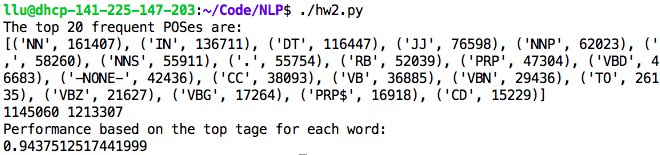 llu@dhcp-141-225-147-203:~/Code/NLP$ ./hw2.py
The top 20 frequent POSes are:
[('NN', 161407), ('IN', 136711), ('DT', 116447), ('JJ', 76598), ('NNP', 62023), ('
,', 58260), ('NNS', 55911), ('.', 55754), ('RB', 52039), ('PRP', 47304), ('VBD', 4
6683), ('-NONE-', 42436), ('CC', 38093), ('VB', 36885), ('VBN', 29436), ('TO', 261
35), ('VBZ', 21627), ('VBG', 17264), ('PRP$', 16918), ('CD', 15229)]
1145060 1213307
Performance based on the top tage for each word:
0.9437512517441999